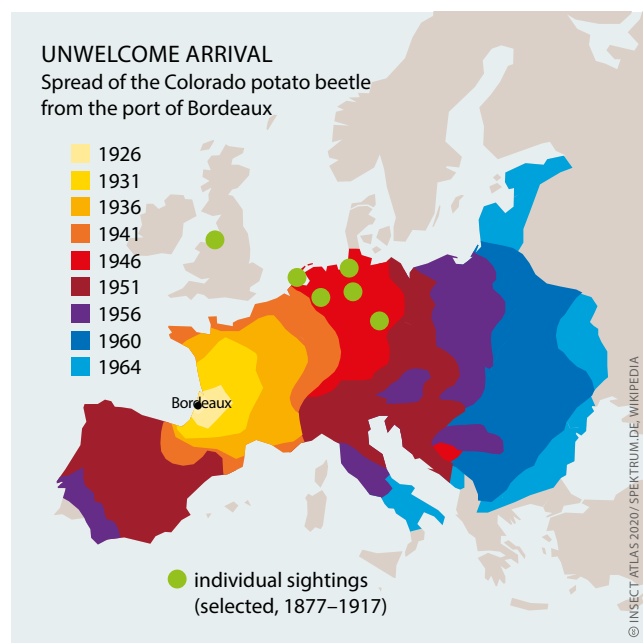 UNWELCOME ARRIVAL
Spread of the Colorado potato beetle
from the port of Bordeaux
1926
1931
1936
1941
1946
1951
1956
1960
1964
Bordeaux
individual sightings
(selected, 1877–1917)
INSECT ATLAS 2020/ SPEKTRUM.DE, WIKIPEDIA